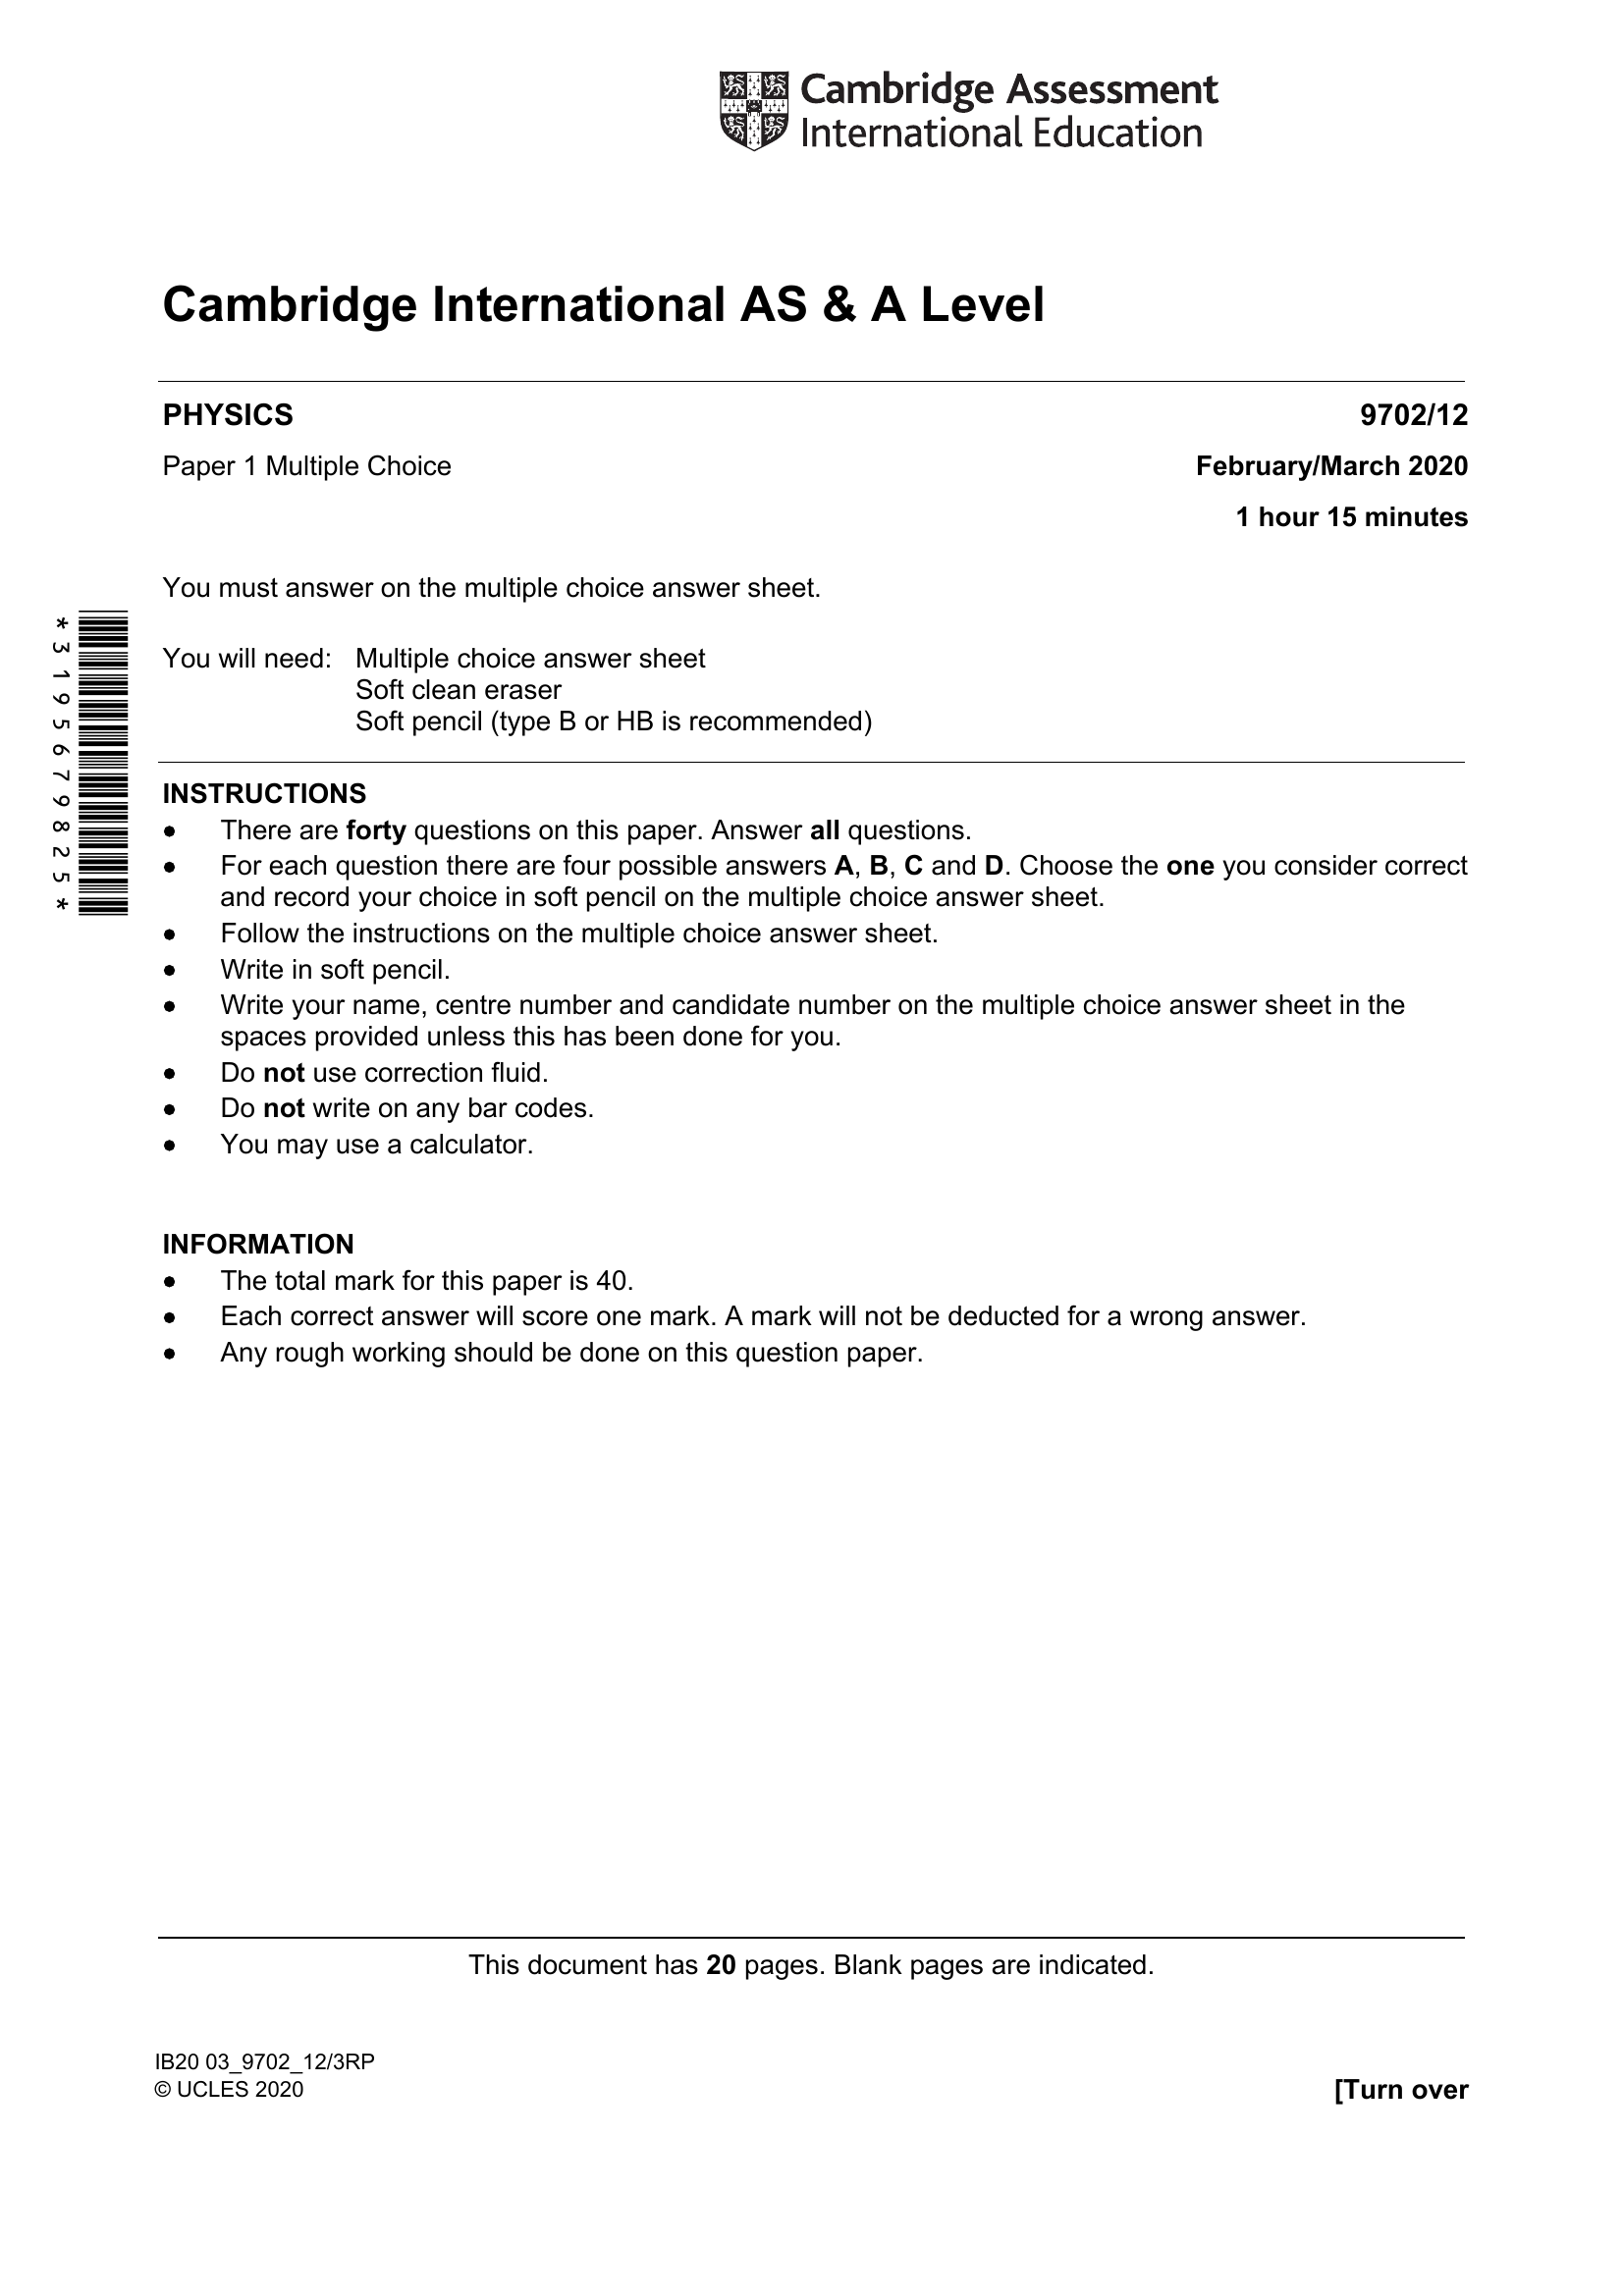 Cambridge Assessment
International Education
Cambridge International AS & A Level
PHYSICS 9702/12
Paper 1 Multiple Choice February/March 2020
1 hour 15 minutes
You must answer on the multiple choice answer sheet.
You will need: Multiple choice answer sheet
Soft clean eraser
Soft pencil (type B or HB is recommended)
*3195679825*
INSTRUCTIONS
● There are forty questions on this paper. Answer all questions.
● For each question there are four possible answers A, B, C and D. Choose the one you consider correct
and record your choice in soft pencil on the multiple choice answer sheet.
● Follow the instructions on the multiple choice answer sheet.
● Write in soft pencil.
● Write your name, centre number and candidate number on the multiple choice answer sheet in the
spaces provided unless this has been done for you.
● Do not use correction fluid.
● Do not write on any bar codes.
● You may use a calculator.
INFORMATION
● The total mark for this paper is 40.
● Each correct answer will score one mark. A mark will not be deducted for a wrong answer.
● Any rough working should be done on this question paper.
This document has 20 pages. Blank pages are indicated.
IB20 03_9702_12/3RP
© UCLES 2020 [Turn over